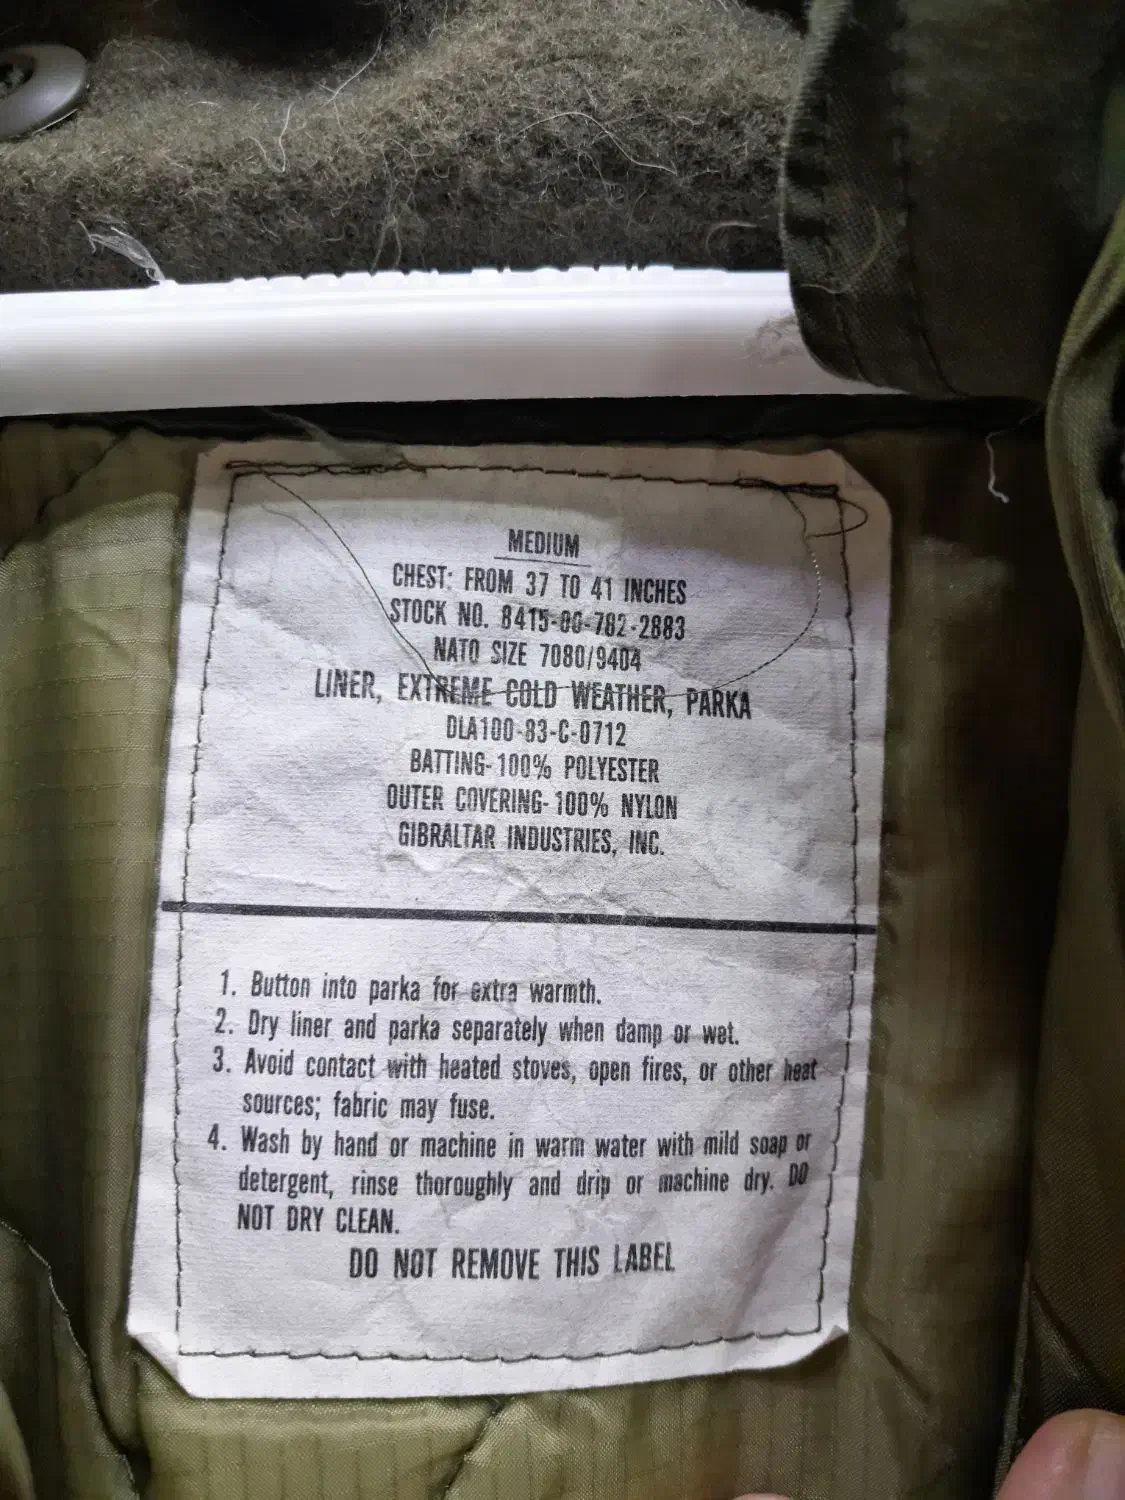 MEDIUM
CHEST: FROM 37 TO 41 INCHES
STOCK NO. 8415-00-782-2883
NATO SIZE 7080/9404
LINER, EXTREME COLD WEATHER, PARKA
DLA100-83-C-0712
BATTING-100% POLYESTER
OUTER COVERING-100% NYLON
GIBRALTAR INDUSTRIES, INC.
1. Button into parka for extra warmth.
2. Dry liner and parka separately when damp or wet.
3. Avoid contact with heated stoves, open fires, or other heat
sources; fabric may fuse.
4. Wash by hand or machine in warm water with mild soap or
detergent, rinse thoroughly and drip or machine dry. DO
NOT DRY CLEAN.
DO NOT REMOVE THIS LABEL